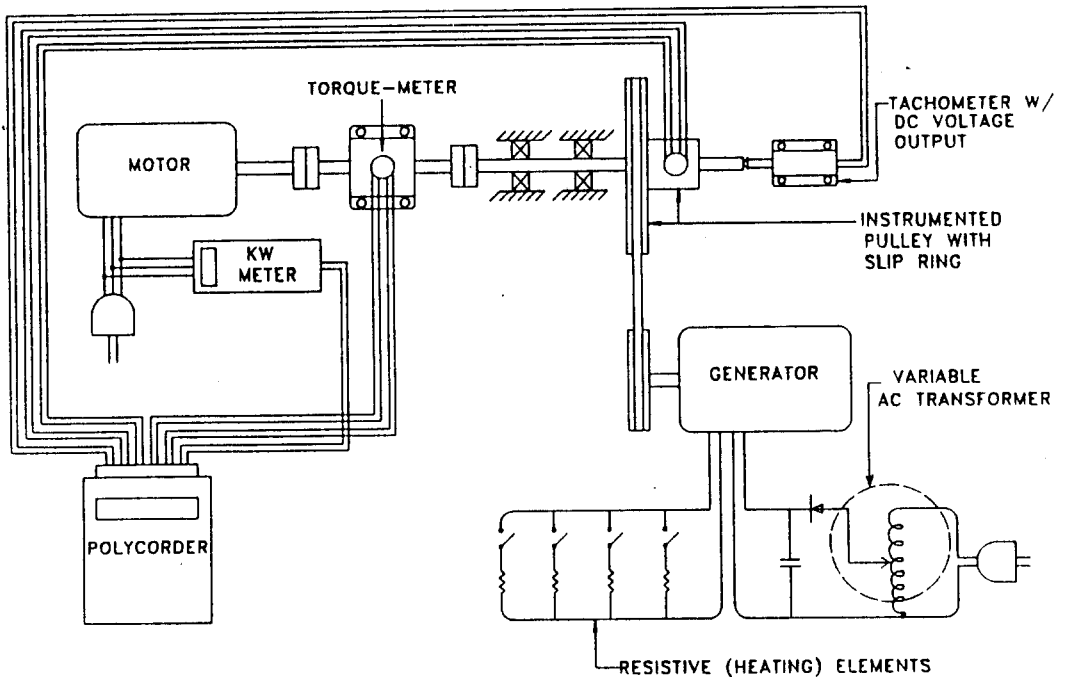 TORQUE-METER
MOTOR
TACHOMETER W/
DC VOLTAGE
OUTPUT
INSTRUMENTED
PULLEY WITH
SLIP RING
KW
METER
GENERATOR
VARIABLE
AC TRANSFORMER
POLYCORDER
RESISTIVE (HEATING) ELEMENTS